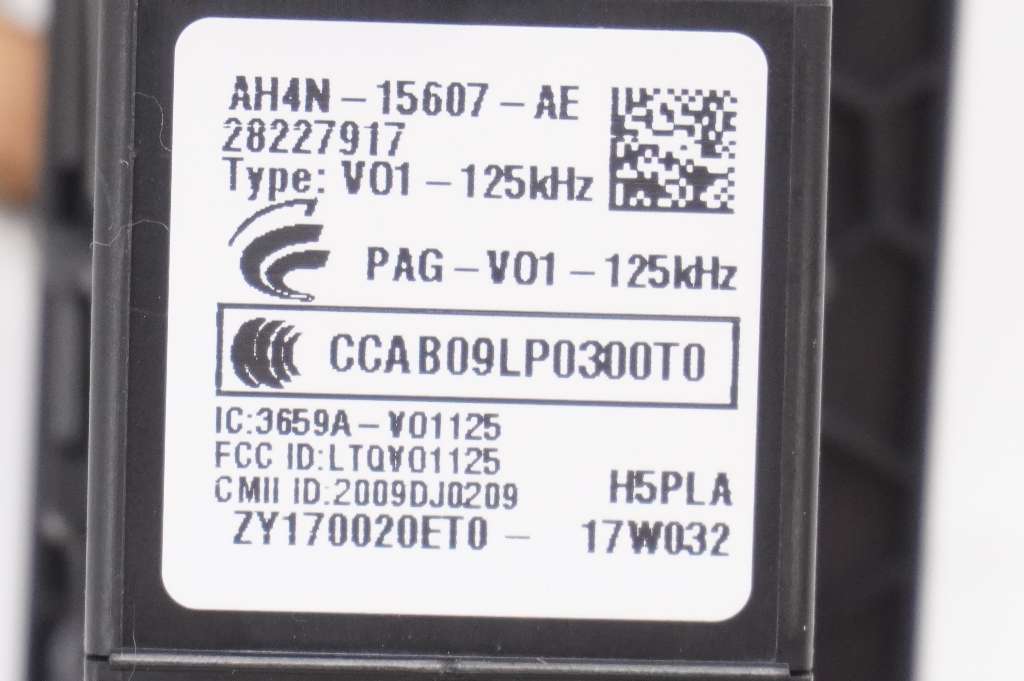 AH4N-15607-AE
28227917
Type: V01-125kHz
PAG-V01-125kHz
CCAB09LP0300T0
IC:3659A-V01125
FCC ID:LTQV01125
CMII ID:2009DJ0209
H5PLA
ZY170020ET0- 17W032